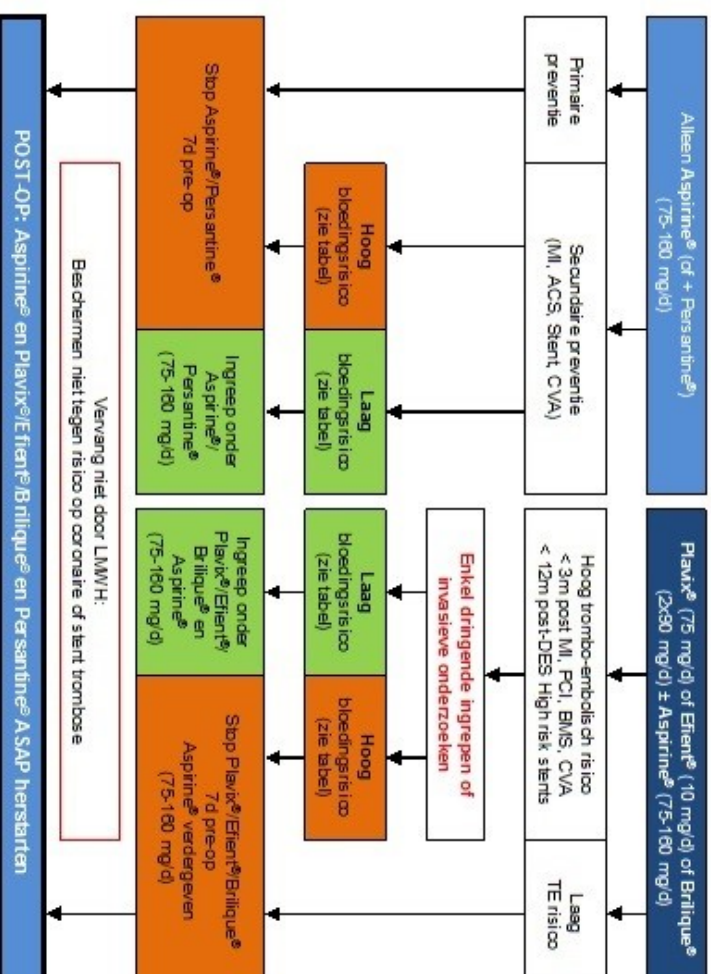 Alleen Aspirine® (of + Persantine®)
(75-160 mg/d)
Plavix® (75 mg/d) of Efient® (10 mg/d) of Brilique®
(2x90 mg/d) ± Aspirine® (75-160 mg/d)
Primaire
preventie
Secundaire preventie
(MI, ACS, Stent, CVA)
Hoog trombo-embolisch risico
< 3m post MI, PCI, BMS, CVA
< 12m post-DES High risk stents
Laag
TE risico
Enkel dringende ingrepen of
invasieve onderzoeken
Hoog
bloedingsrisico
(zie tabel)
Laag
bloedingsrisico
(zie tabel)
Laag
bloedingsrisico
(zie tabel)
Hoog
bloedingsrisico
(zie tabel)
Stop Aspirine®/Persantine®
7d pre-op
Ingreep onder
Aspirine®/
Persantine®
(75-160 mg/d)
Ingreep onder
Plavix®/Efient®/
Brilique® en
Aspirine®
(75-160 mg/d)
Stop Plavix®/Efient®/Brilique®
7d pre-op
Aspirine® verdergeven
(75-160 mg/d)
Vervang niet door LMWH:
Beschermen niet tegen risico op coronaire of stent trombose
POST-OP: Aspirine® en Plavix®/Efient®/Brilique® en Persantine® ASAP herstarten